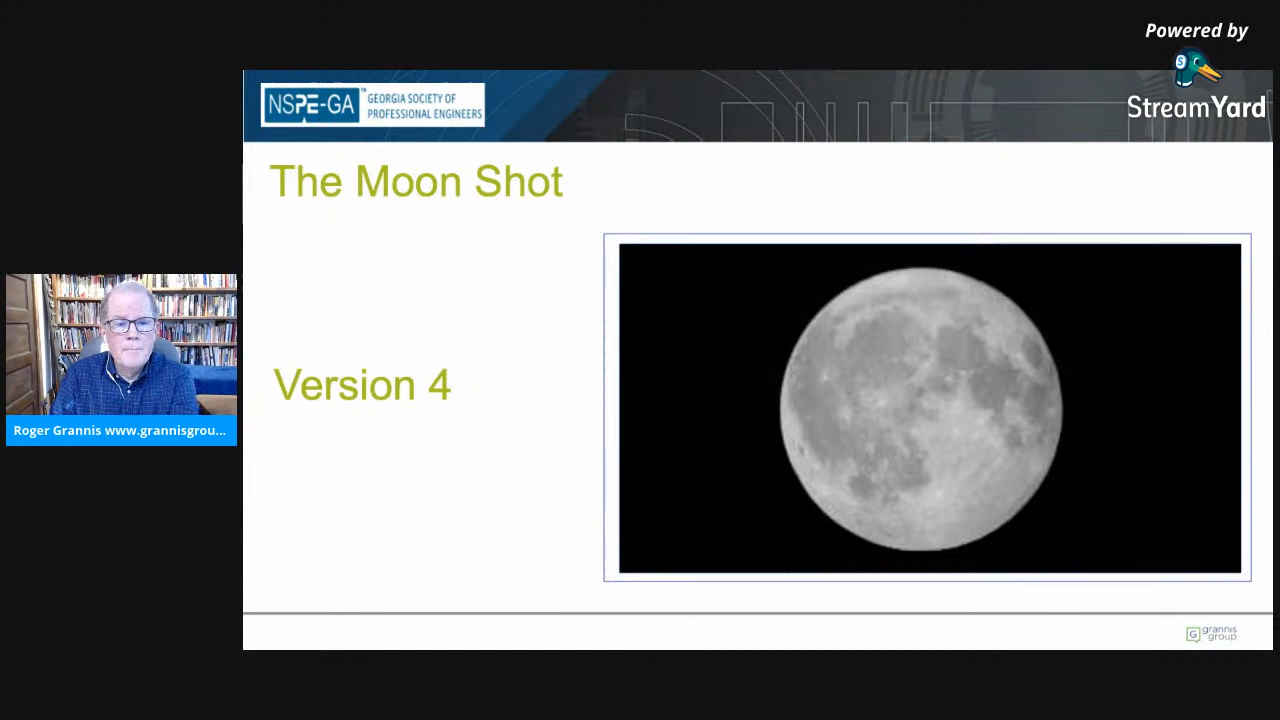 Powered by
StreamYard
NSPE-GA™
GEORGIA SOCIETY OF
PROFESSIONAL ENGINEERS
The Moon Shot
Version 4
Roger Grannis www.grannisgrou...
G grannis
group